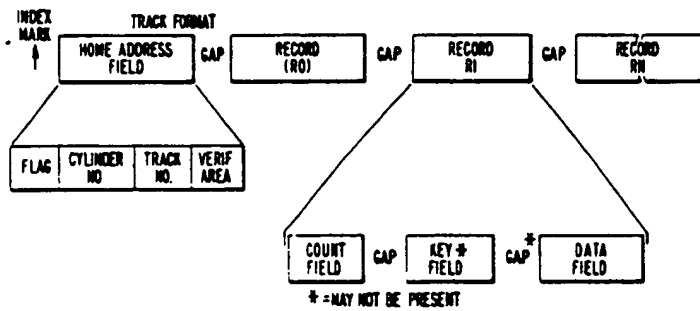 INDEX
MARK
TRACK FORMAT
HOME ADDRESS
FIELD
GAP
RECORD
(R0)
GAP
RECORD
R1
GAP
RECORD
RN
FLAG
CYLINDER
NO
TRACK
NO.
VERIF
AREA
COUNT
FIELD
GAP
KEY *
FIELD
GAP *
DATA
FIELD
* = MAY NOT BE PRESENT